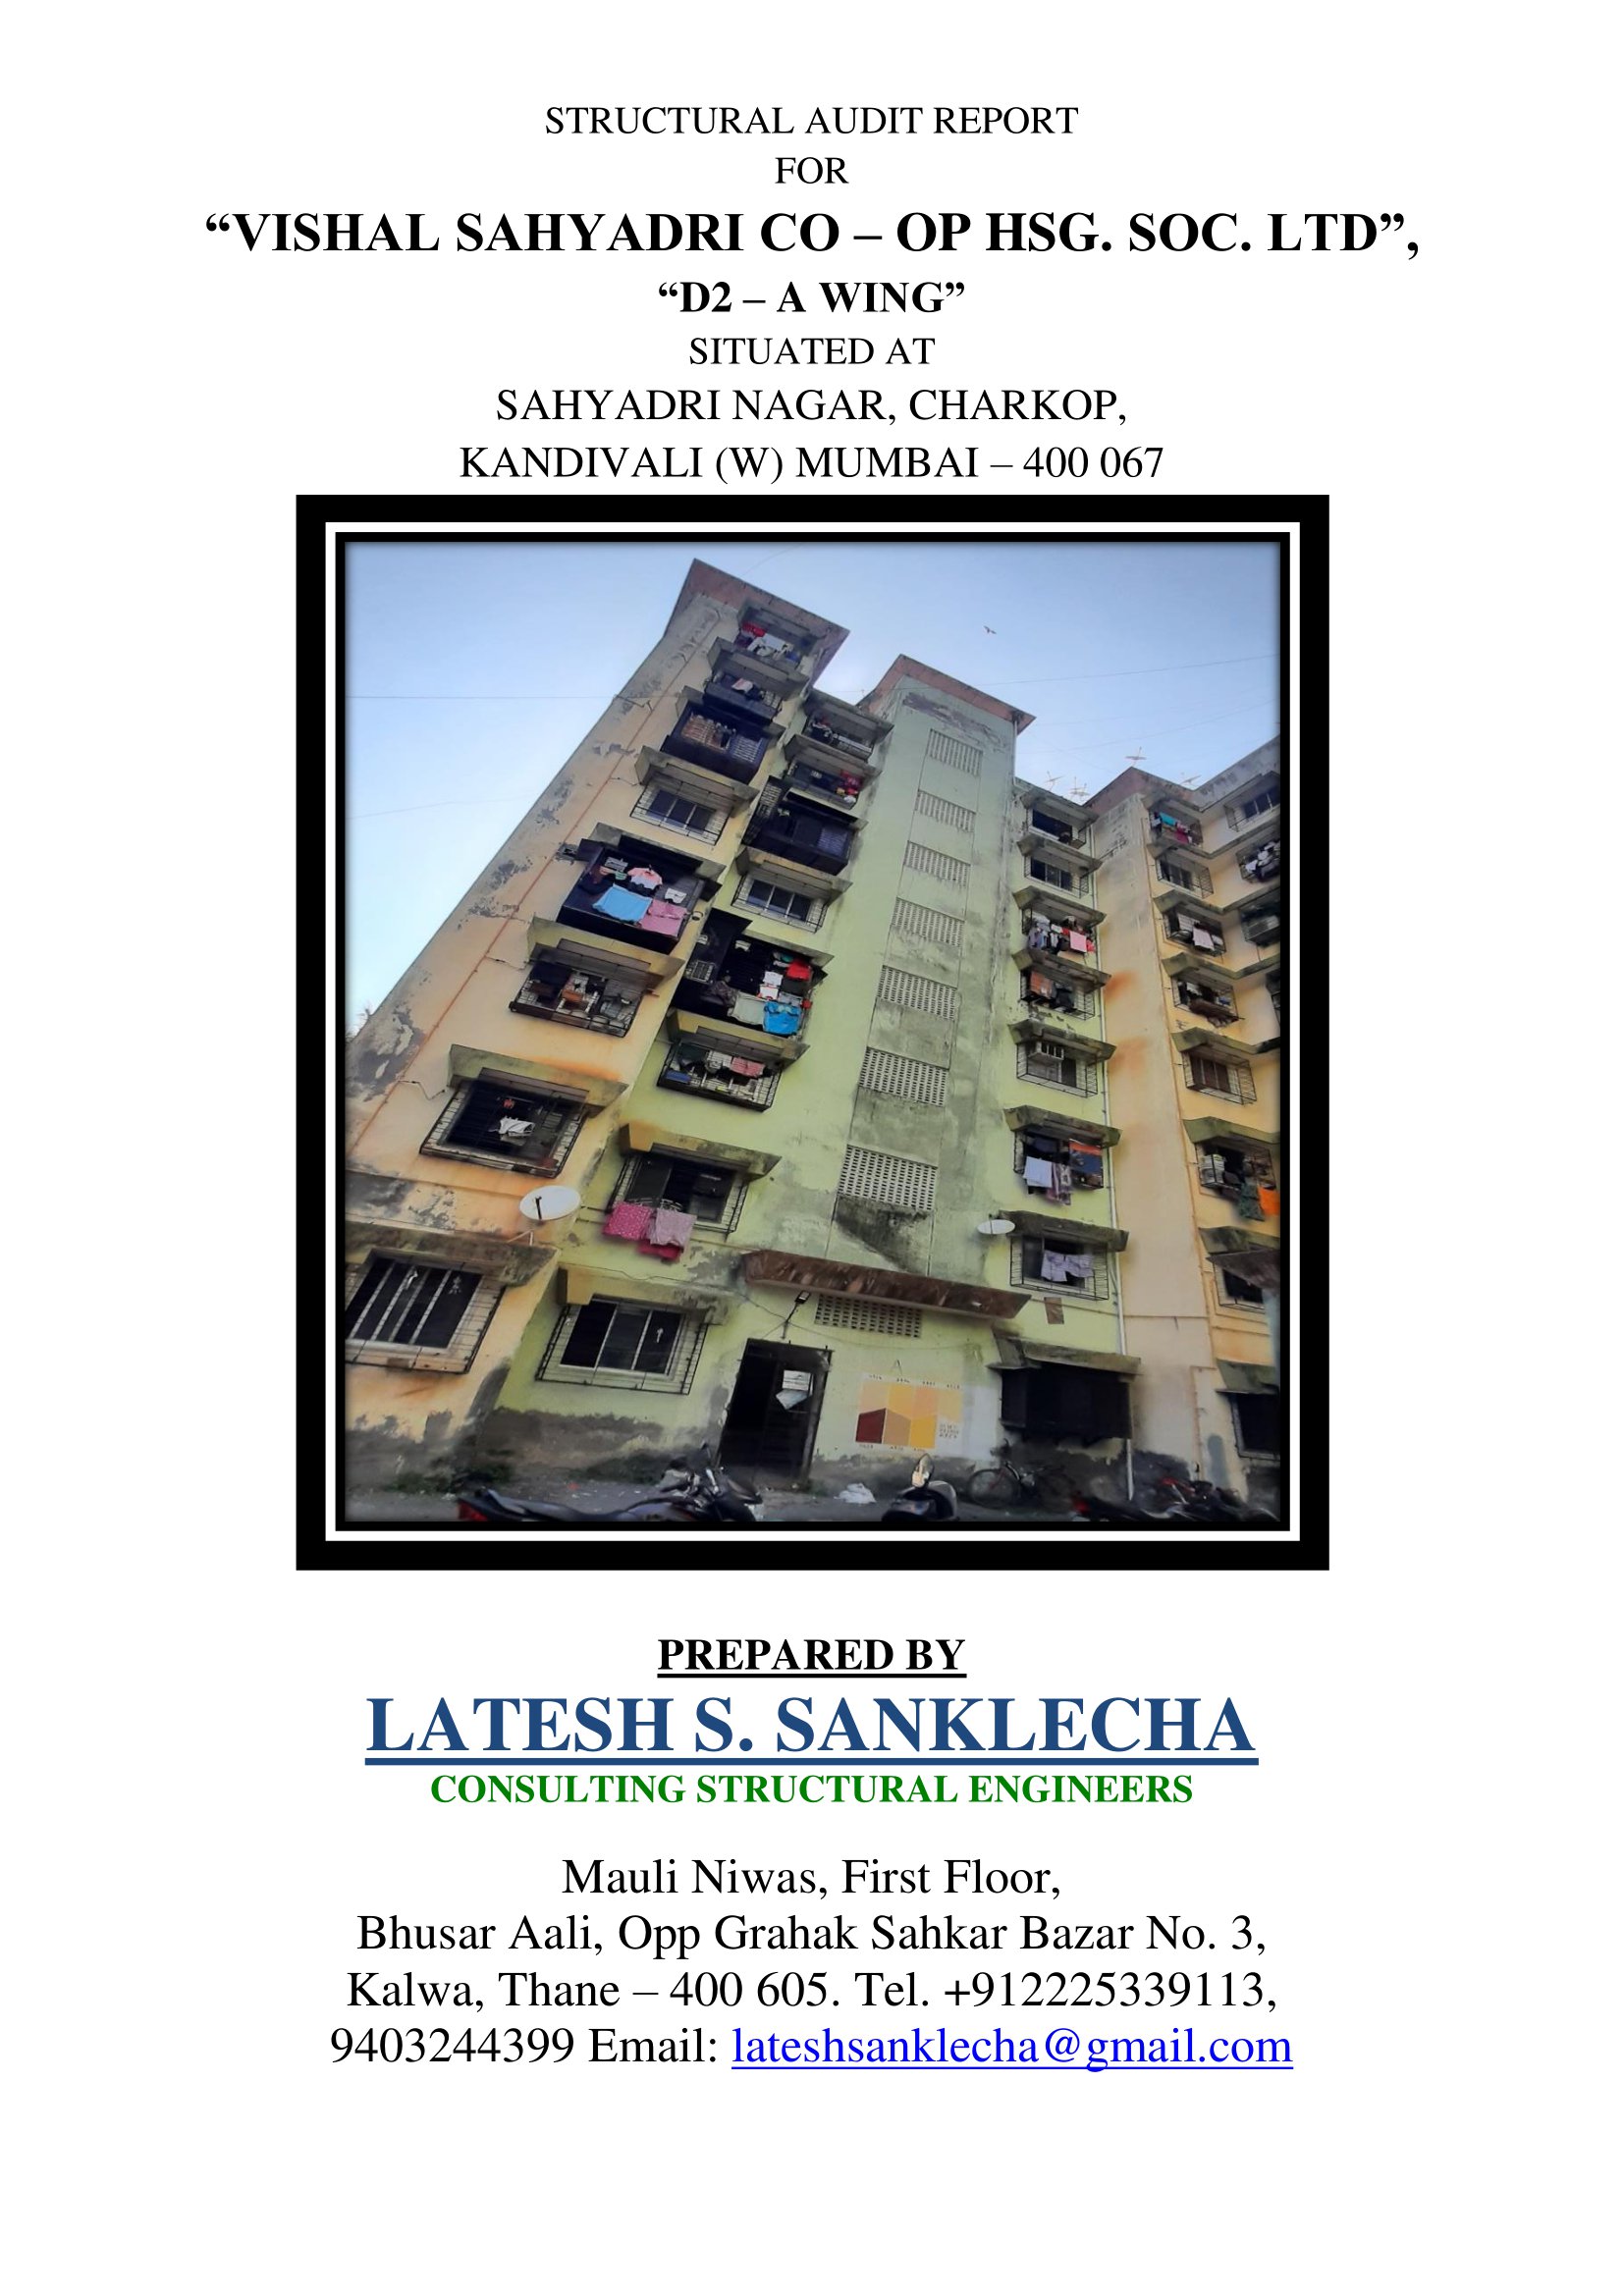 STRUCTURAL AUDIT REPORT
FOR
“VISHAL SAHYADRI CO – OP HSG. SOC. LTD”,
“D2 – A WING”
SITUATED AT
SAHYADRI NAGAR, CHARKOP,
KANDIVALI (W) MUMBAI – 400 067
A
PREPARED BY
LATESH S. SANKLECHA
CONSULTING STRUCTURAL ENGINEERS
Mauli Niwas, First Floor,
Bhusar Aali, Opp Grahak Sahkar Bazar No. 3,
Kalwa, Thane – 400 605. Tel. +912225339113,
9403244399 Email: lateshsanklecha@gmail.com